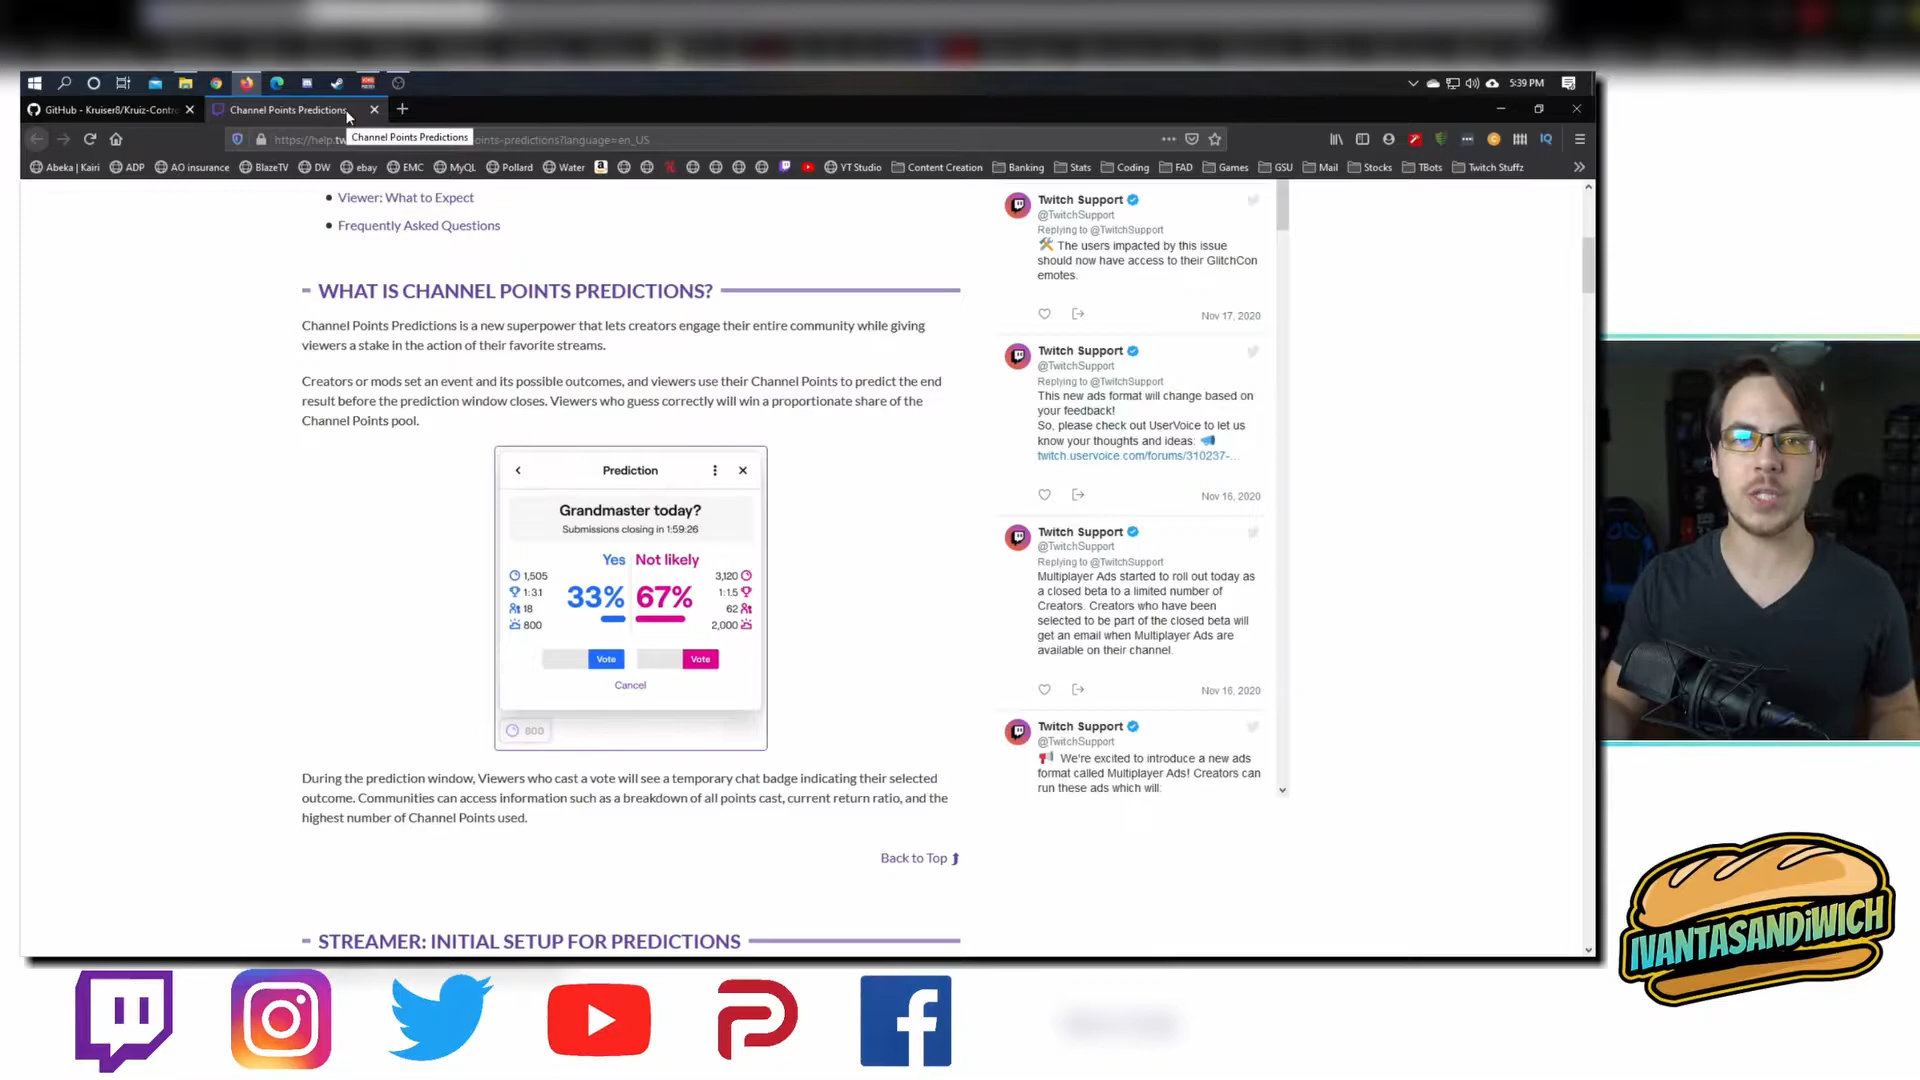 5:39 PM
GitHub - Kruiser8/Kruiz-Contro
Channel Points Predictions
Channel Points Predictions
https://help.tw
oints-predictions?language=en_US
Abeka | Kairi
ADP
AO insurance
BlazeTV
DW
ebay
EMC
MyQL
Pollard
Water
YT Studio
Content Creation
Banking
Stats
Coding
FAD
Games
GSU
Mail
Stocks
TBots
Twitch Stuffz
Viewer: What to Expect
Frequently Asked Questions
WHAT IS CHANNEL POINTS PREDICTIONS?
Channel Points Predictions is a new superpower that lets creators engage their entire community while giving
viewers a stake in the action of their favorite streams.
Creators or mods set an event and its possible outcomes, and viewers use their Channel Points to predict the end
result before the prediction window closes. Viewers who guess correctly will win a proportionate share of the
Channel Points pool.
Prediction
Grandmaster today?
Submissions closing in 1:59:26
Yes
Not likely
1,505
1:3.1
18
800
33%
67%
3,120
1:1.5
62
2,000
Vote
Vote
Cancel
800
During the prediction window, Viewers who cast a vote will see a temporary chat badge indicating their selected
outcome. Communities can access information such as a breakdown of all points cast, current return ratio, and the
highest number of Channel Points used.
Back to Top
STREAMER: INITIAL SETUP FOR PREDICTIONS
Twitch Support
@TwitchSupport
Replying to @TwitchSupport
The users impacted by this issue
should now have access to their GlitchCon
emotes.
Nov 17, 2020
Twitch Support
@TwitchSupport
Replying to @TwitchSupport
This new ads format will change based on
your feedback!
So, please check out UserVoice to let us
know your thoughts and ideas:
twitch.uservoice.com/forums/310237-...
Nov 16, 2020
Twitch Support
@TwitchSupport
Replying to @TwitchSupport
Multiplayer Ads started to roll out today as
a closed beta to a limited number of
Creators. Creators who have been
selected to be part of the closed beta will
get an email when Multiplayer Ads are
available on their channel.
Nov 16, 2020
Twitch Support
@TwitchSupport
We're excited to introduce a new ads
format called Multiplayer Ads! Creators can
run these ads which will:
IVANTASANDiWICH